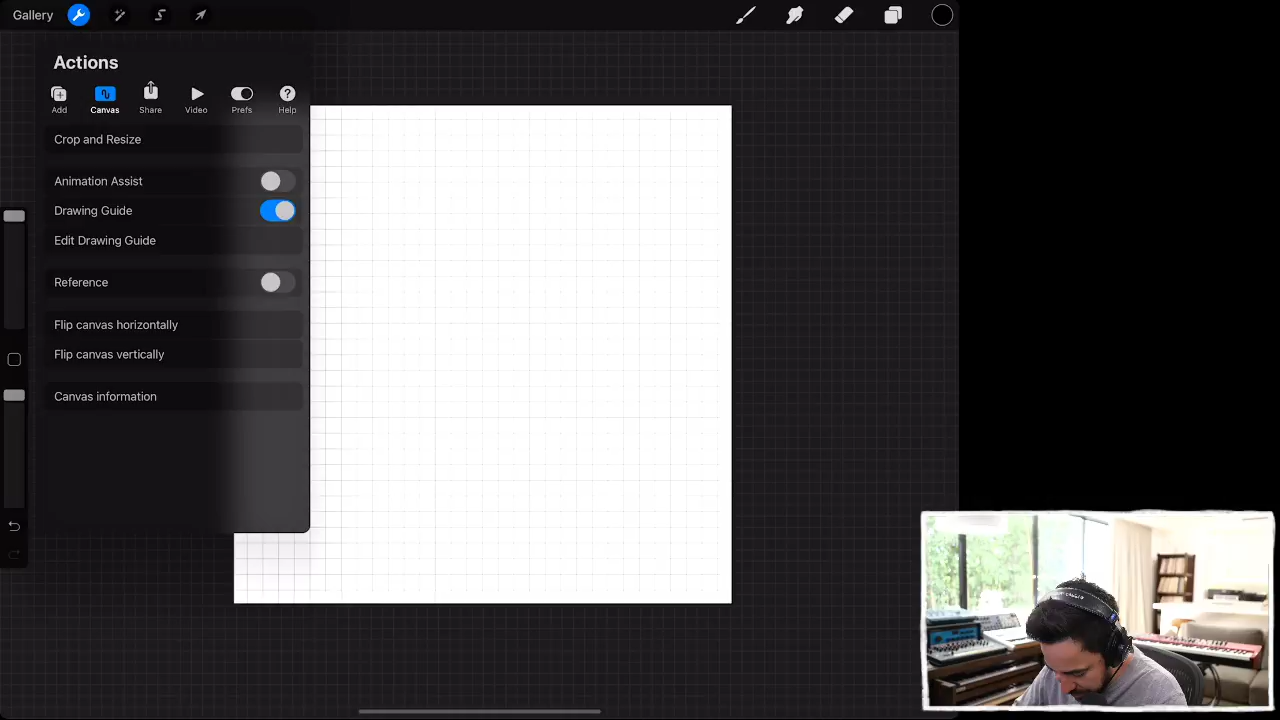 Gallery
Actions
Add
Canvas
Share
Video
Prefs
Help
Crop and Resize
Animation Assist
Drawing Guide
Edit Drawing Guide
Reference
Flip canvas horizontally
Flip canvas vertically
Canvas information